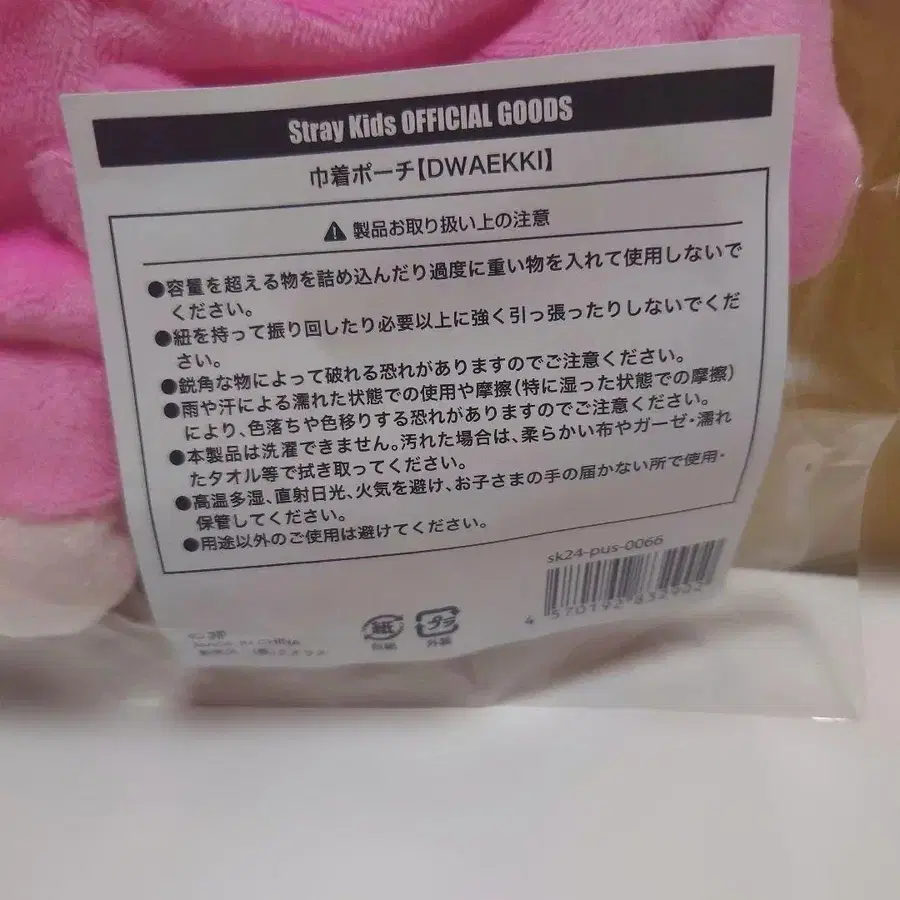 Stray Kids OFFICIAL GOODS
巾着ポーチ【DWAEKKI】
製品お取り扱い上の注意
●容量を超える物を詰め込んだり過度に重い物を入れて使用しないで
ください。
●紐を持って振り回したり必要以上に強く引っ張ったりしないでくだ
さい。
●鋭角な物によって破れる恐れがありますのでご注意ください。
●雨や汗による濡れた状態での使用や摩擦(特に湿った状態での摩擦)
により、色落ちや色移りする恐れがありますのでご注意ください。
●本製品は洗濯できません。汚れた場合は、柔らかい布やガーゼ・濡れ
たタオル等で拭き取ってください。
●高温多湿、直射日光、火気を避け、お子さまの手の届かない所で使用・
保管してください。
●用途以外のご使用は避けてください。
sk24-pus-0066
4 570192
紙
プラ
台紙
外袋
MADE IN CHINA